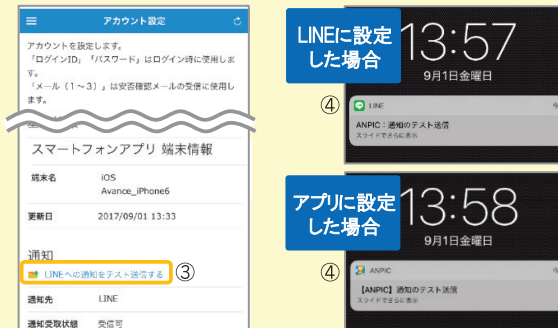 アカウント設定
アカウントを設定します。
「ログインID」「パスワード」はログイン時に使用しま
す。
「メール（1～3）」は安否確認メールの受信に使用し
ます。
スマートフォンアプリ 端末情報
端末名
iOS
Avance_iPhone6
更新日
2017/09/01 13:33
通知
LINEへの通知をテスト送信する
③
通知先
LINE
通知受取状態
受信可
LINEに設定
した場合
13:57
9月1日金曜日
④
LINE
ANPIC：通知のテスト送信
スライドでさらに表示
アプリに設定
した場合
13:58
9月1日金曜日
④
ANPIC
【ANPIC】通知のテスト送信
スライドでさらに表示